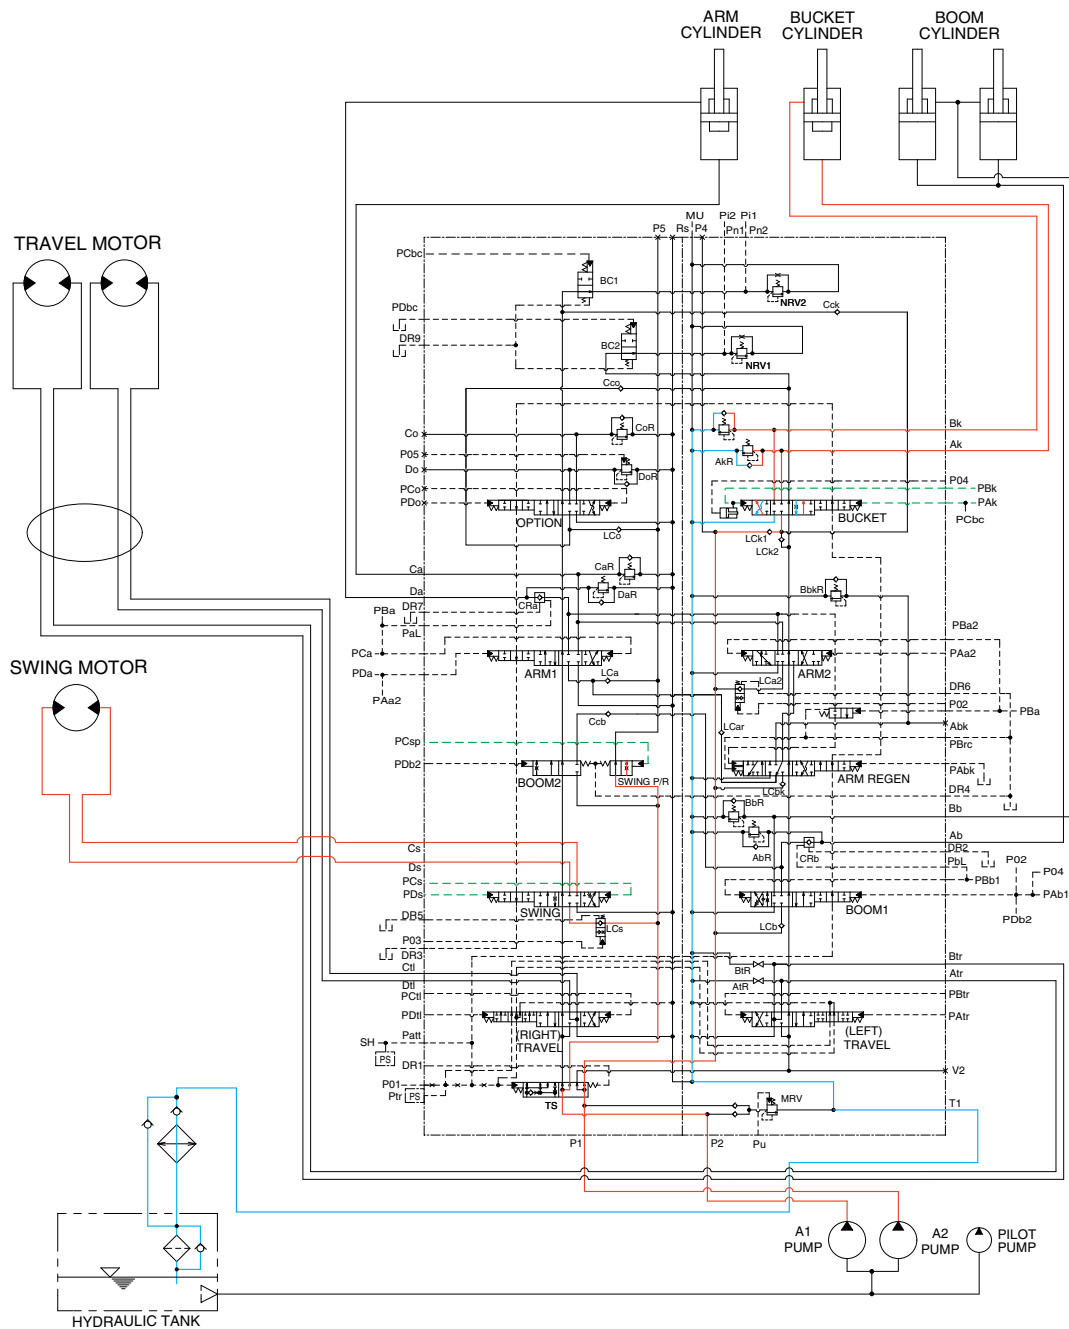 ARM
CYLINDER
BUCKET
CYLINDER
BOOM
CYLINDER
TRAVEL MOTOR
SWING MOTOR
P5
Rs
MU
P4
Pi2
Pn1
Pi1
Pn2
PCbc
BC1
NRV2
Cck
PDbc
DR9
BC2
NRV1
Cco
Co
CoR
P05
Do
DoR
PCo
PDo
OPTION
LCo
Bk
Ak
AkR
P04
PBk
PAk
PCbc
BUCKET
LCk1
LCk2
Ca
CaR
Da
DaR
CRa
DR7
PBa
PaL
PCa
PDa
PAa2
ARM1
LCa
BbkR
PBa2
PAa2
ARM2
LCa2
DR6
P02
PBa
Abk
LCar
PBrc
PAbk
ARM REGEN
LCbk
DR4
Ccb
PCsp
PDb2
BOOM2
SWING P/R
BbR
Bb
AbR
Ab
CRb
DR2
PbL
P02
P04
PBb1
PAb1
PDb2
BOOM1
LCb
Cs
Ds
PCs
PDs
SWING
DR5
LCs
P03
DR3
Ctl
Dtl
PCtl
PDtl
(RIGHT)
TRAVEL
BtR
Btr
AtR
Atr
PBtr
PAtr
(LEFT)
TRAVEL
Patt
SH
PS
DR1
P01
Ptr
PS
TS
V2
MRV
T1
P1
P2
Pu
A1
PUMP
A2
PUMP
PILOT
PUMP
HYDRAULIC TANK